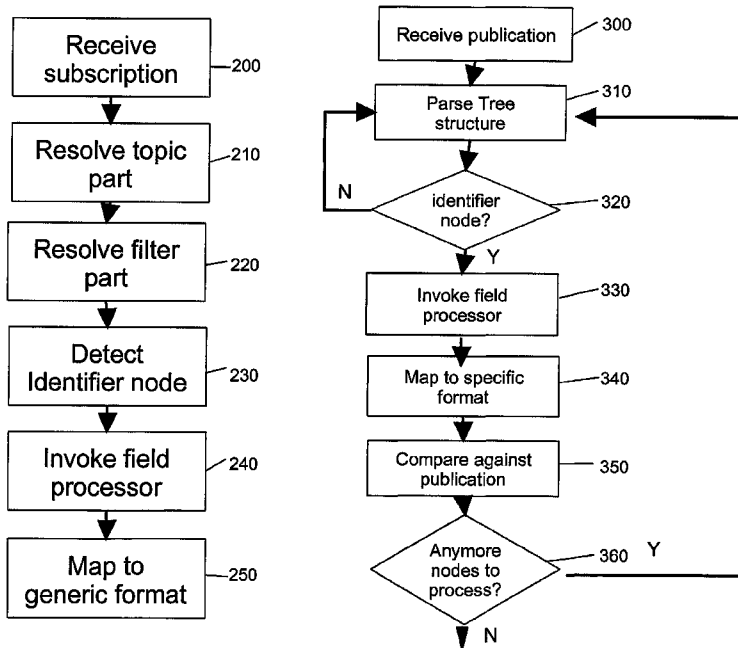 Receive
subscription
200
Resolve topic
part
210
Resolve filter
part
220
Detect
Identifier node
230
Invoke field
processor
240
Map to
generic format
250
Receive publication
300
Parse Tree
structure
310
N
identifier
node?
320
Y
Invoke field
processor
330
Map to specific
format
340
Compare against
publication
350
Anymore
nodes to
process?
360
Y
N